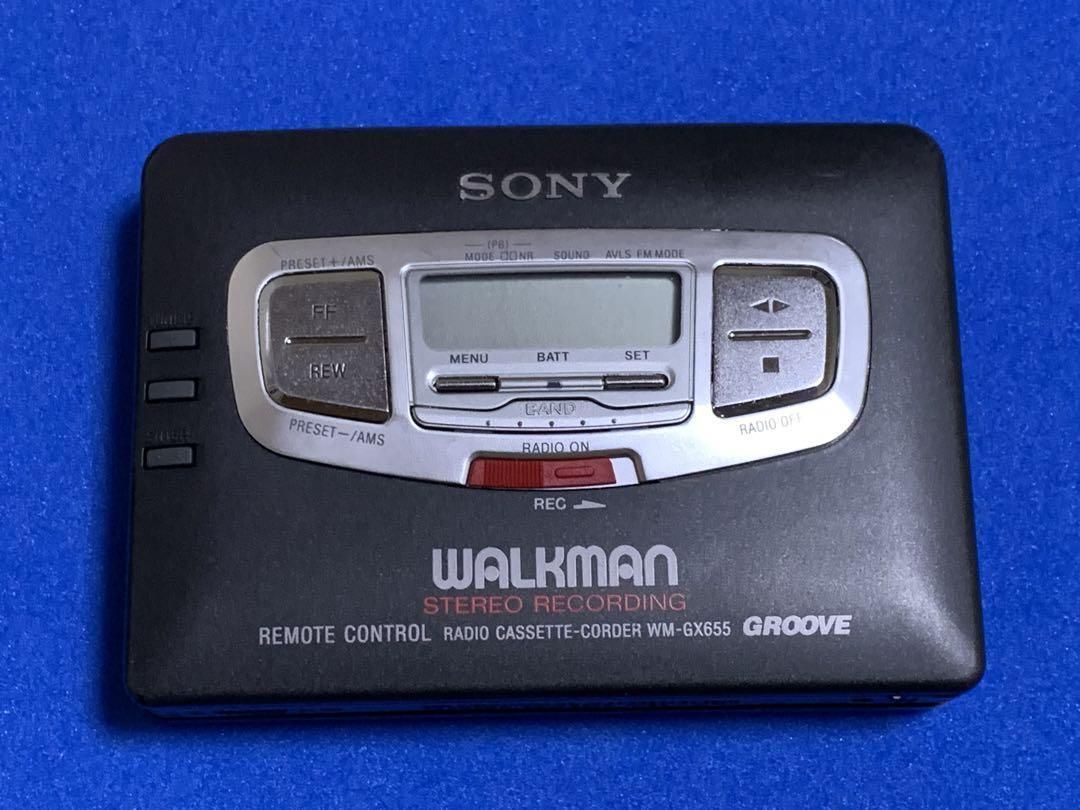 SONY
(PB)
MODE NR SOUND AVLS FM MODE
PRESET+/AMS
FF
REW
PRESET−/AMS
MENU BATT SET
BAND
RADIO ON
RADIO OFF
REC
WALKMAN
STEREO RECORDING
REMOTE CONTROL RADIO CASSETTE-CORDER WM-GX655 GROOVE